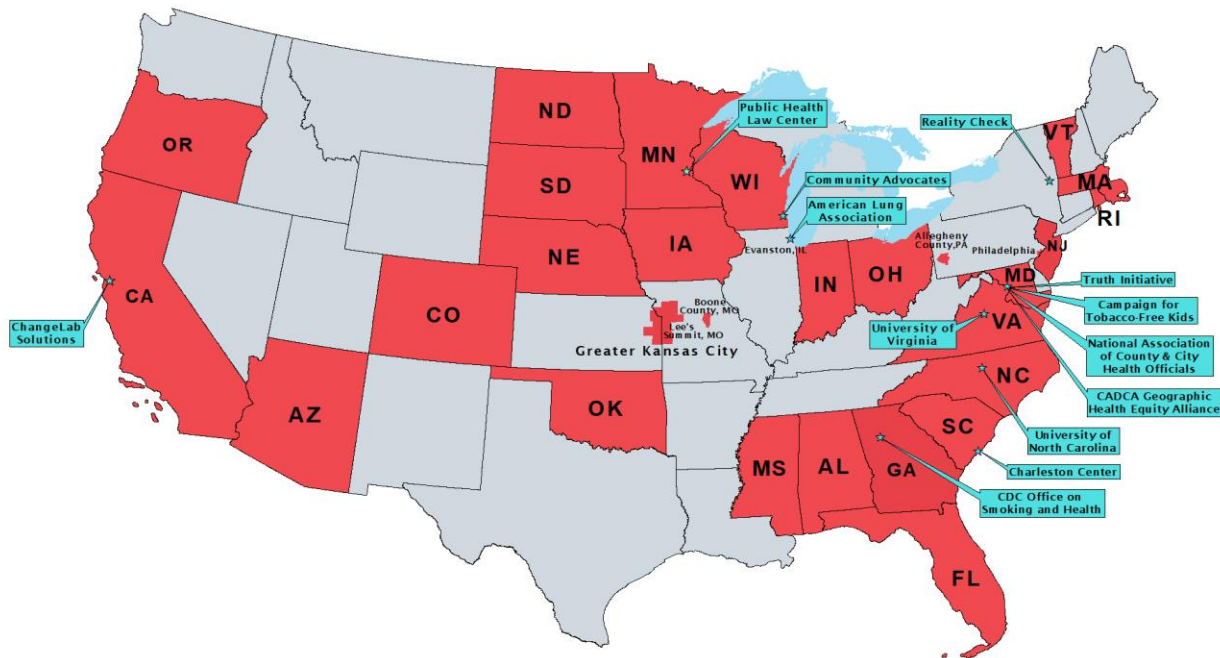 ND
MN
Public Health
Law Center
Reality Check
VT
OR
SD
WI
Community Advocates
MA
American Lung
Association
RI
NE
IA
Evanston, IL
Allegheny
County,PA
Philadelphia
NJ
CA
CO
IN
OH
MD
Truth Initiative
Campaign for
Tobacco-Free Kids
ChangeLab
Solutions
Boone
County, MO
Lee's
Summit, MO
Greater Kansas City
University of
Virginia
VA
National Association
of County & City
Health Officials
AZ
OK
NC
CADCA Geographic
Health Equity Alliance
SC
University of
North Carolina
MS
AL
GA
Charleston Center
CDC Office on
Smoking and Health
FL